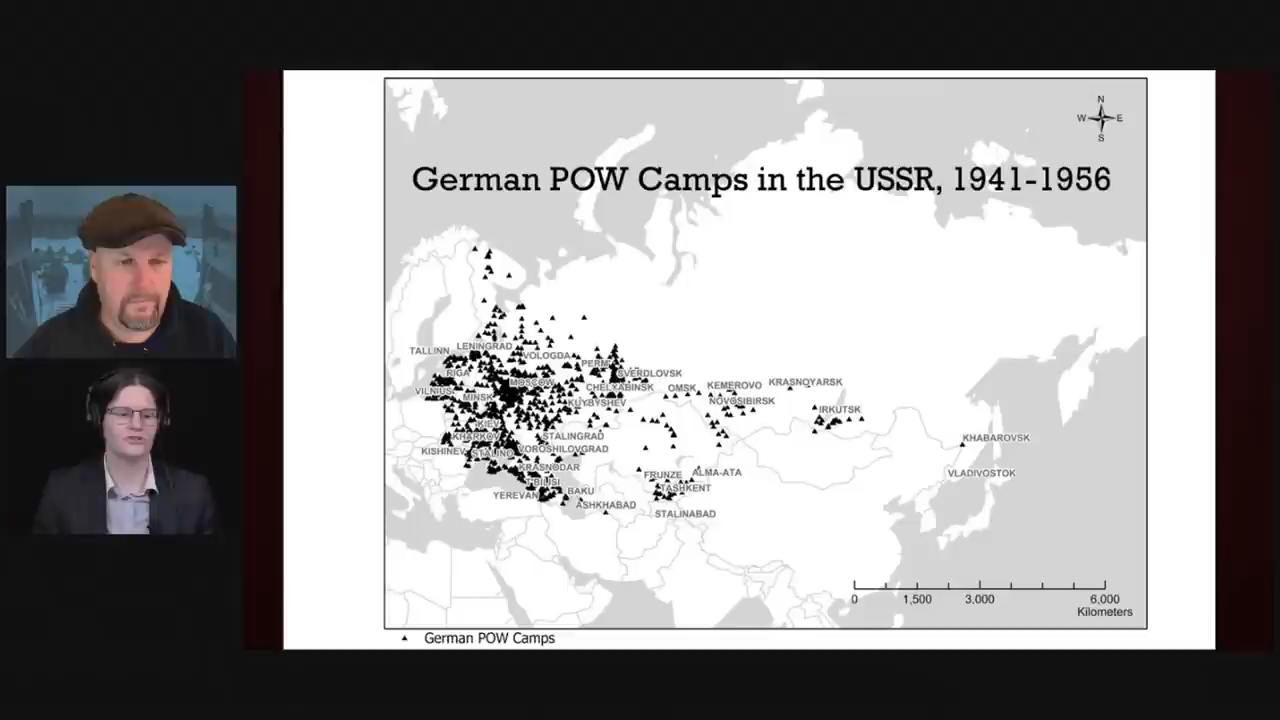 N
W E
S
German POW Camps in the USSR, 1941-1956
TALLINN
LENINGRAD
VOLOGDA
PERM
RIGA
SVERDLOVSK
MOSCOW
CHELYABINSK
OMSK
KEMEROVO
KRASNOYARSK
VILNIUS
MINSK
KUYBYSHEV
NOVOSIBIRSK
IRKUTSK
KIEV
KHARKOV
STALINGRAD
KHABAROVSK
KISHINEV
STALINO
VOROSHILOVGRAD
KRASNODAR
FRUNZE
ALMA-ATA
VLADIVOSTOK
T'BILISI
TASHKENT
YEREVAN
BAKU
ASHKHABAD
STALINABAD
0 1,500 3,000 6,000
Kilometers
German POW Camps